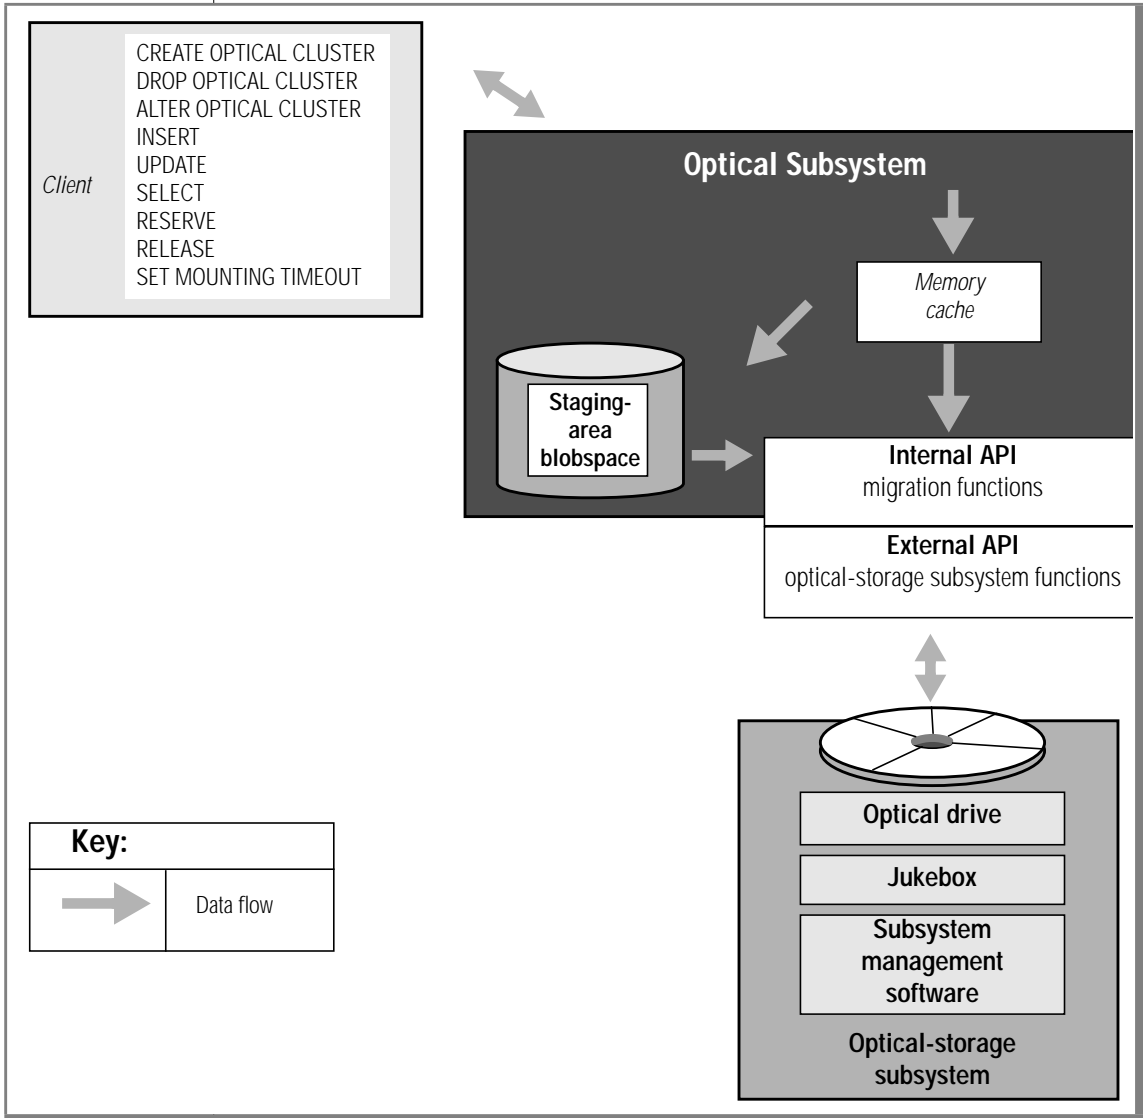 CREATE OPTICAL CLUSTER
DROP OPTICAL CLUSTER
ALTER OPTICAL CLUSTER
INSERT
UPDATE
Client
SELECT
RESERVE
RELEASE
SET MOUNTING TIMEOUT
Optical Subsystem
Memory
cache
Staging-
area
blobspace
Internal API
migration functions
External API
optical-storage subsystem functions
Optical drive
Jukebox
Subsystem
management
software
Optical-storage
subsystem
Key:
Data flow